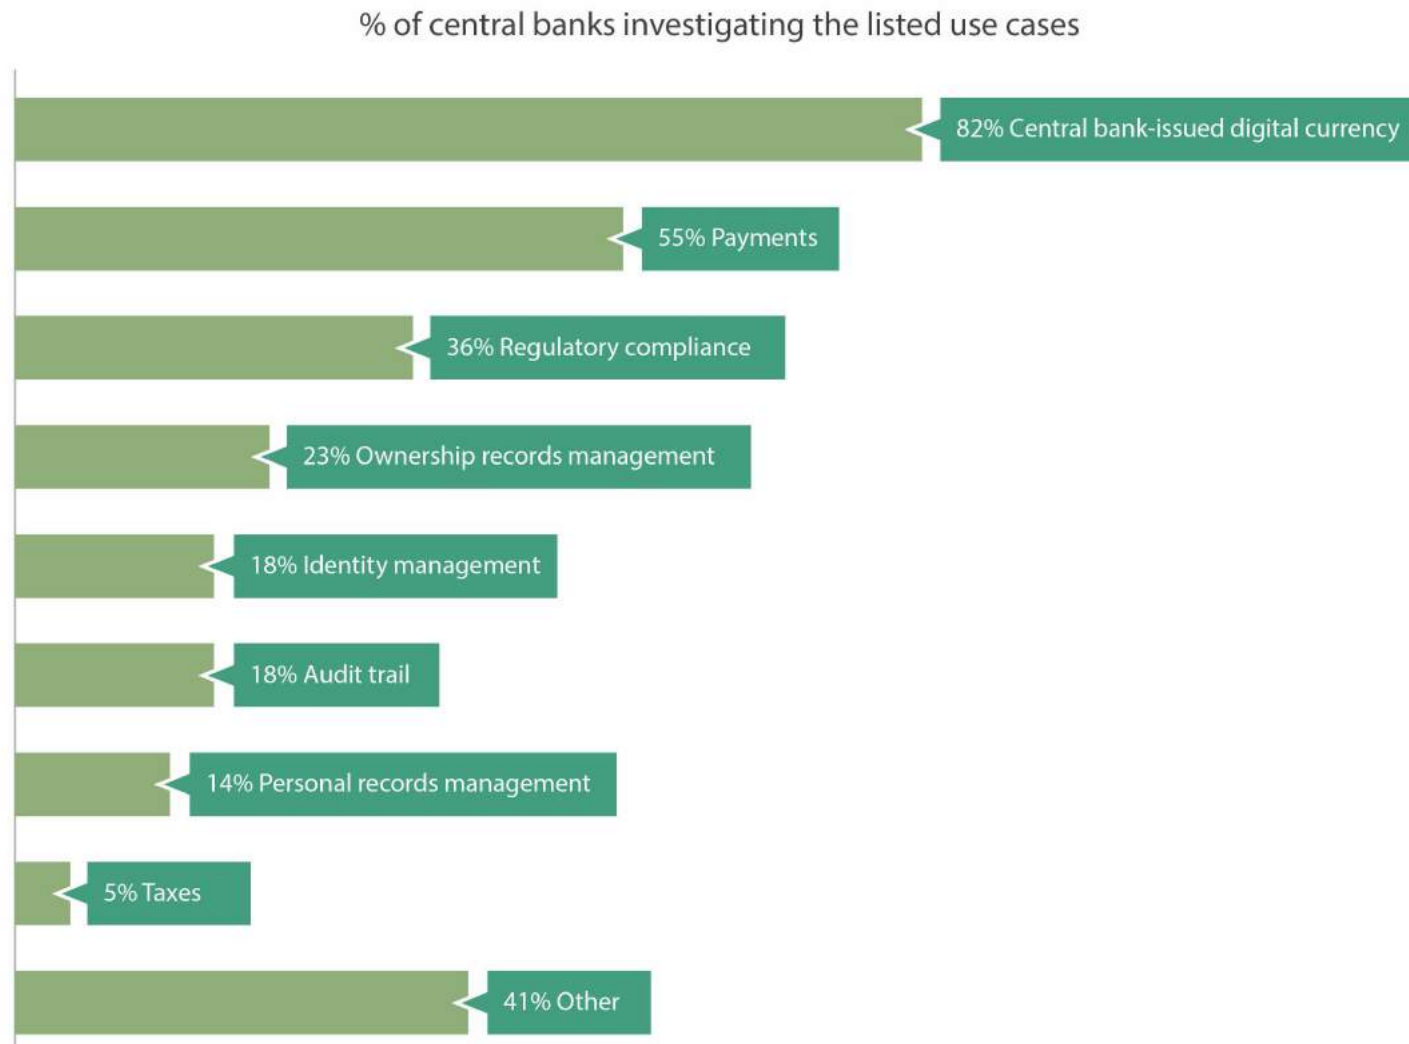 % of central banks investigating the listed use cases
82% Central bank-issued digital currency
55% Payments
36% Regulatory compliance
23% Ownership records management
18% Identity management
18% Audit trail
14% Personal records management
5% Taxes
41% Other